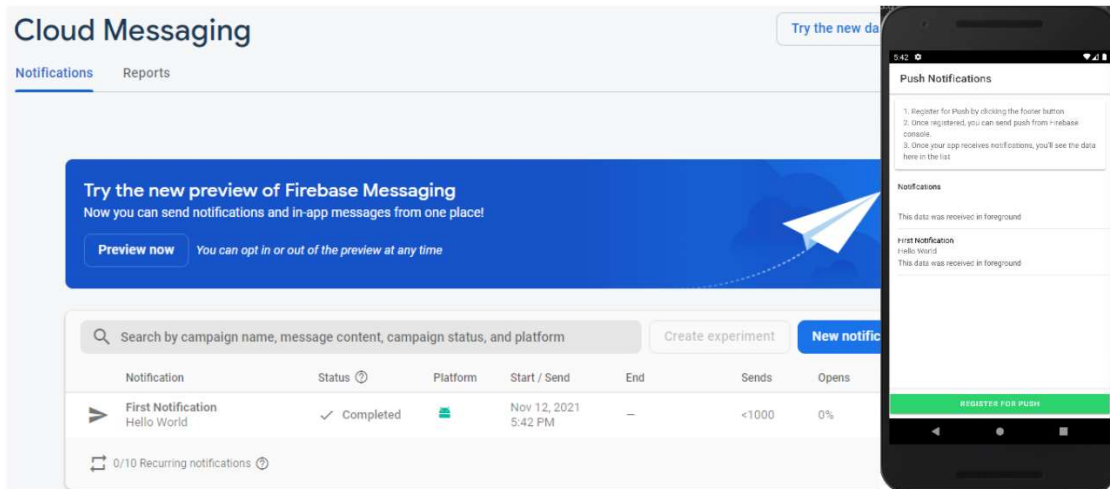 Cloud Messaging
Try the new da
Notifications
Reports
Try the new preview of Firebase Messaging
Now you can send notifications and in-app messages from one place!
Preview now
You can opt in or out of the preview at any time
Search by campaign name, message content, campaign status, and platform
Create experiment
New notific
Notification
Status
Platform
Start / Send
End
Sends
Opens
First Notification
Hello World
Completed
Nov 12, 2021
5:42 PM
–
<1000
0%
0/10 Recurring notifications
5:42
Push Notifications
1. Register for Push by clicking the footer button.
2. Once registered, you can send push from Firebase
console.
3. Once your app receives notifications, you'll see the data
here in the list
Notifications
This data was received in foreground
First Notification
Hello World
This data was received in foreground
REGISTER FOR PUSH